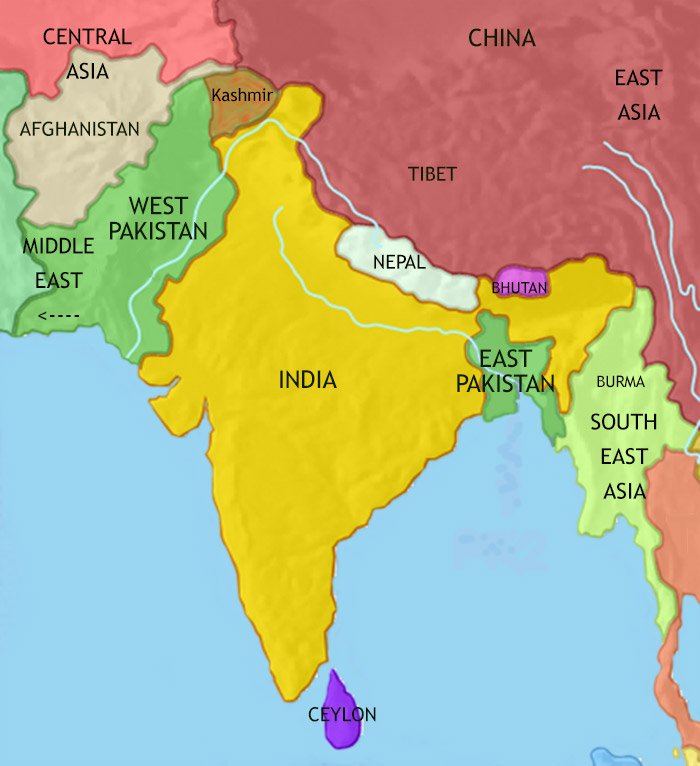 CENTRAL
ASIA
CHINA
EAST
ASIA
Kashmir
AFGHANISTAN
TIBET
WEST
PAKISTAN
MIDDLE
EAST
<----
NEPAL
BHUTAN
INDIA
EAST
PAKISTAN
BURMA
SOUTH
EAST
ASIA
CEYLON